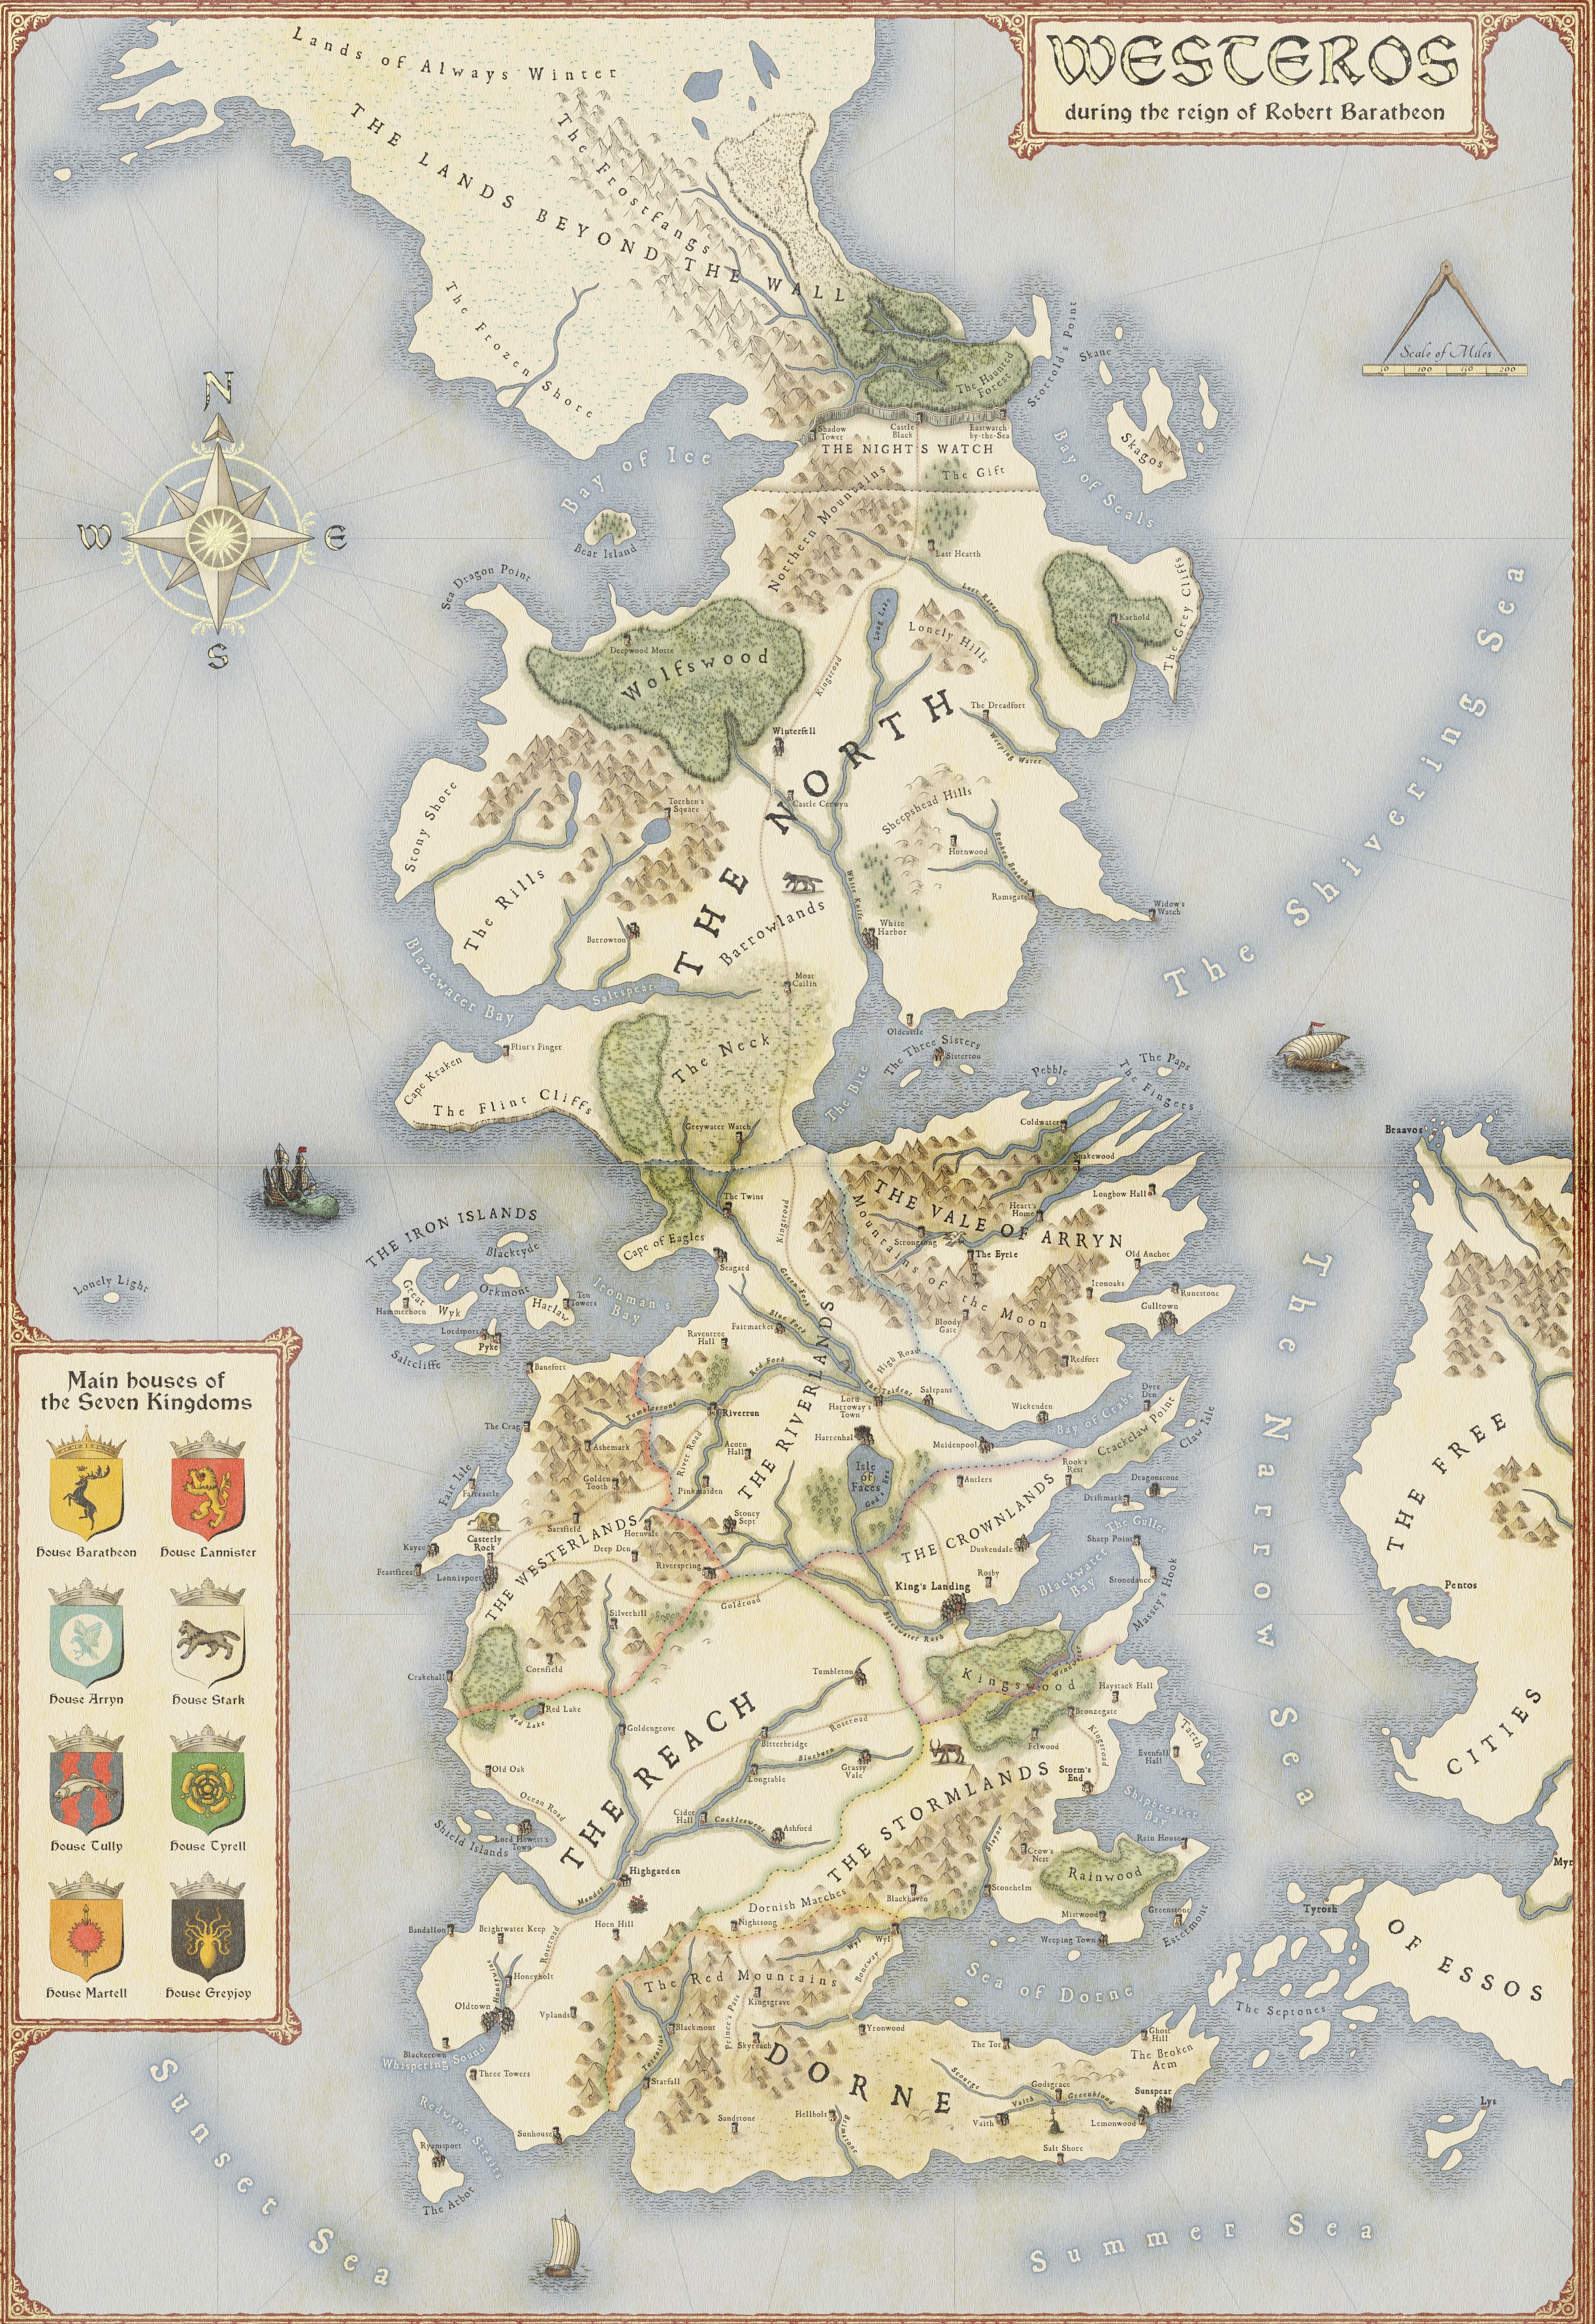 WESTEROS
during the reign of Robert Baratheon
Lands of Always Winter
THE LANDS BEYOND THE WALL
The Frostfangs
The Frozen Shore
The Haunted
Forest
Storrold's Point
Skane
Skagos
Scale of Miles
50 100 150 200
N
W
E
S
Bay of Ice
Bay of Seals
Shadow
Tower
Castle
Black
Eastwatch
by-the-Sea
THE NIGHT'S WATCH
The Gift
Northern Mountains
Bear Island
Last Hearth
Sea Dragon Point
Last River
Long Lake
Lonely Hills
Karhold
The Grey Cliffs
Deepwood Motte
Wolfswood
Kingsroad
The Dreadfort
Weeping Water
Winterfell
THE NORTH
Stony Shore
Torrhen's
Square
Castle Cerwyn
Sheepshead Hills
Hornwood
Broken Branch
Ramsgate
Widow's
Watch
The Rills
White Knife
Barrowlands
Barrowton
White
Harbor
The Shivering Sea
Blazewater Bay
Saltspear
Moat
Cailin
Oldcastle
Flint's Finger
Cape Kraken
The Flint Cliffs
The Neck
The Bite
The Three Sisters
Sisterton
Pebble
The Paps
The Fingers
Greywater Watch
Coldwater
Snakewood
Braavos
The Twins
Kingsroad
THE VALE OF ARRYN
Mountains of the Moon
Longbow Hall
Heart's
Home
Strongsong
The Eyrie
Old Anchor
Ironoaks
Runestone
Gulltown
THE IRON ISLANDS
Blacktyde
Cape of Eagles
Seagard
Lonely Light
Great Wyk
Hammerhorn
Orkmont
Harlaw
Ten
Towers
Ironman's
Bay
Lordsport
Pyke
Saltcliffe
Green Fork
Blue Fork
Fairmarket
Raventree
Hall
Bloody
Gate
Redfort
Banefort
Red Fork
High Road
The Trident
Saltpans
Lord
Harroway's
Town
Wickenden
Bay of Crabs
Dyre
Den
Crackclaw Point
Claw Isle
The Crag
Tumblestone
Riverrun
Ashemark
River Road
Acorn
Hall
THE RIVERLANDS
Harrenhal
Maidenpool
Isle
of
Faces
God's Eye
Antlers
Rook's
Rest
Dragonstone
Driftmark
The Gullet
Sharp Point
Fair Isle
Faircastle
Golden
Tooth
Pinkmaiden
Stoney
Sept
THE CROWNLANDS
Duskendale
Rosby
Casterly
Rock
Sarsfield
Hornvale
Deep Den
Kayce
Feastfires
Lannisport
THE WESTERLANDS
Riverspring
Goldroad
King's Landing
Blackwater
Bay
Blackwater Rush
Stonedance
Massey's Hook
Pentos
The Narrow Sea
THE FREE
CITIES
OF ESSOS
Main houses of
the Seven Kingdoms
House Baratheon
House Lannister
House Arryn
House Stark
House Tully
House Tyrell
House Martell
House Greyjoy
Silverhill
Cornfield
Crakehall
Red Lake
Red Lake
Tumbleton
Kingswood
Wendwater
Haystack Hall
Bronzegate
Felwood
Kingsroad
Tarth
Evenfall
Hall
Goldengrove
Roseroad
Bitterbridge
Blueburn
Grassy
Vale
Longtable
THE REACH
Old Oak
Ocean Road
Cider
Hall
Cockleswent
Ashford
Shield Islands
Lord Hewett's
Town
Highgarden
Mander
Storm's
End
Shipbreaker
Bay
THE STORMLANDS
Slayne
Crow's
Nest
Rain House
Rainwood
Stonehelm
Blackhaven
Dornish Marches
Mistwood
Greenstone
Estermont
Weeping Town
Bandallon
Brightwater Keep
Roseroad
Horn Hill
Nightsong
Wyl
Wyl
Boneway
Honeywine
Honeyholt
Oldtown
Uplands
The Red Mountains
Kingsgrave
Prince's Pass
Sea of Dorne
Tyrosh
Myr
The Septones
Blackcrown
Whispering Sound
Three Towers
Blackmont
Skyreach
Yronwood
Torrentine
Starfall
The Tor
Ghost
Hill
The Broken
Arm
DORNE
Scourge
Godsgrace
Vaith
Greenblood
Sunspear
Vaith
Lemonwood
Redwyne Straits
Ryamsport
The Arbor
Sunhouse
Sandstone
Hellholt
Brimstone
Salt Shore
Lys
Sunset Sea
Summer Sea